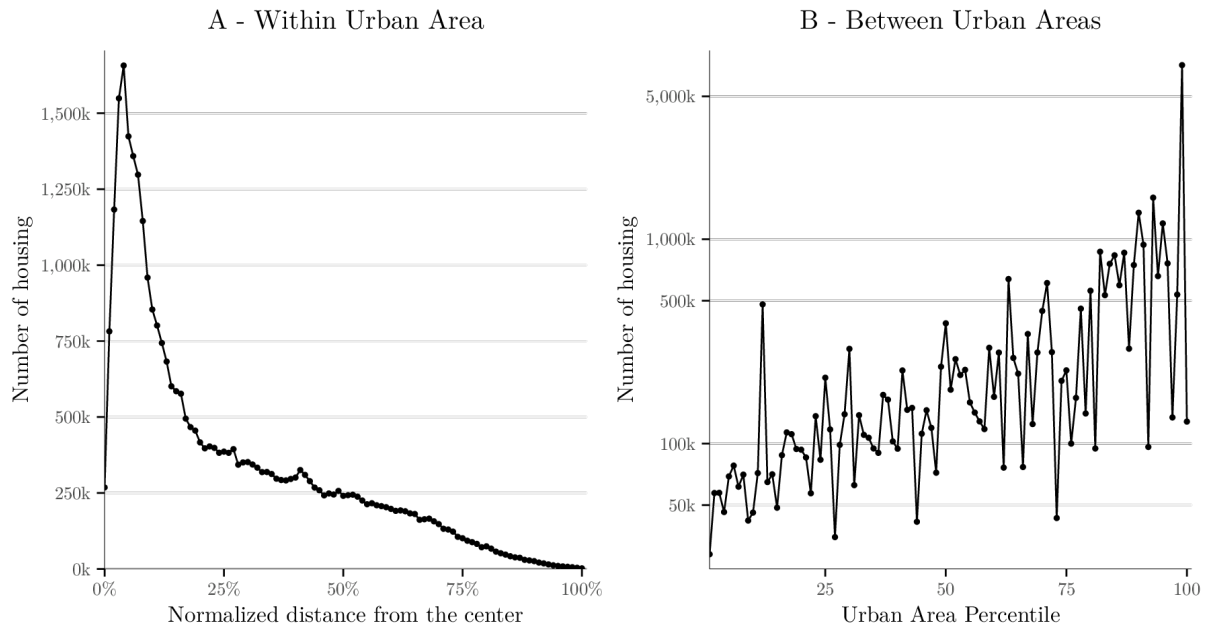 A - Within Urban Area
Number of housing
1,500k
1,250k
1,000k
750k
500k
250k
0k
0%
25%
50%
75%
100%
Normalized distance from the center
B - Between Urban Areas
Number of housing
5,000k
1,000k
500k
100k
50k
25
50
75
100
Urban Area Percentile